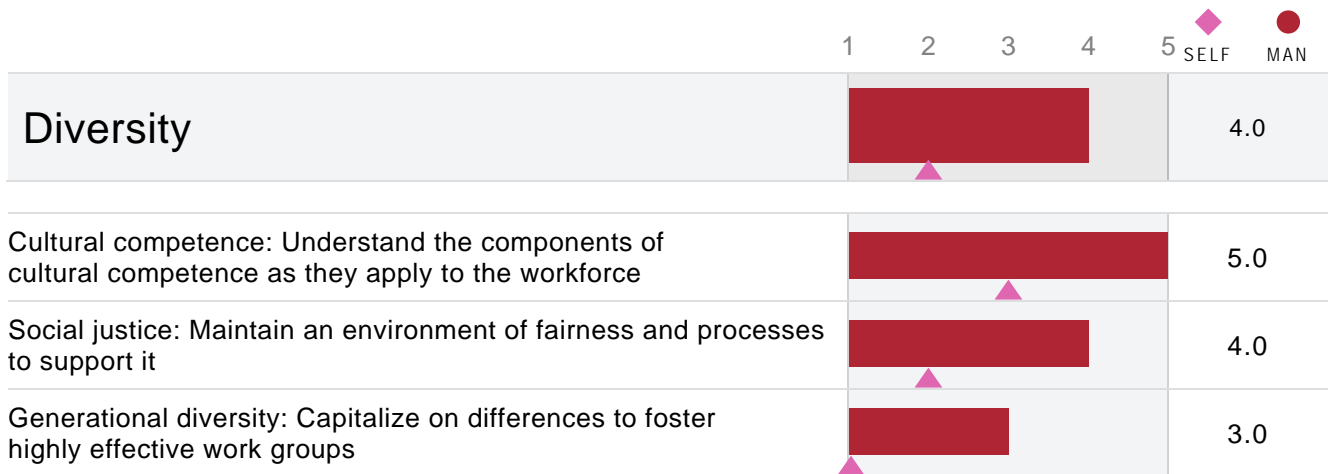 1 2 3 4 5 SELF MAN
Diversity 4.0
Cultural competence: Understand the components of
cultural competence as they apply to the workforce 5.0
Social justice: Maintain an environment of fairness and processes
to support it 4.0
Generational diversity: Capitalize on differences to foster
highly effective work groups 3.0